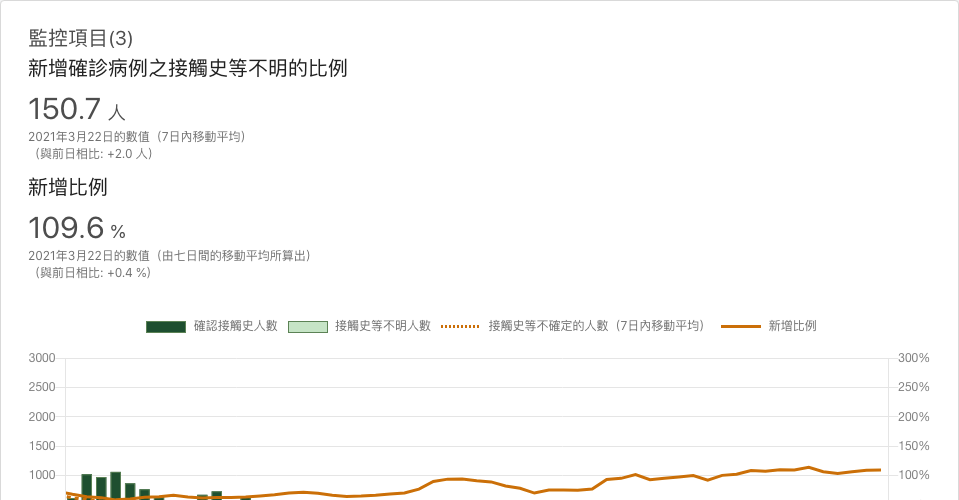 監控項目(3)
新增確診病例之接觸史等不明的比例
150.7 人
2021年3月22日的數值（7日內移動平均）
（與前日相比: +2.0 人）
新增比例
109.6 %
2021年3月22日的數值（由七日間的移動平均所算出）
（與前日相比: +0.4 %）
確認接觸史人數 接觸史等不明人數 接觸史等不確定的人數（7日內移動平均） 新增比例
3000 300%
2500 250%
2000 200%
1500 150%
1000 100%